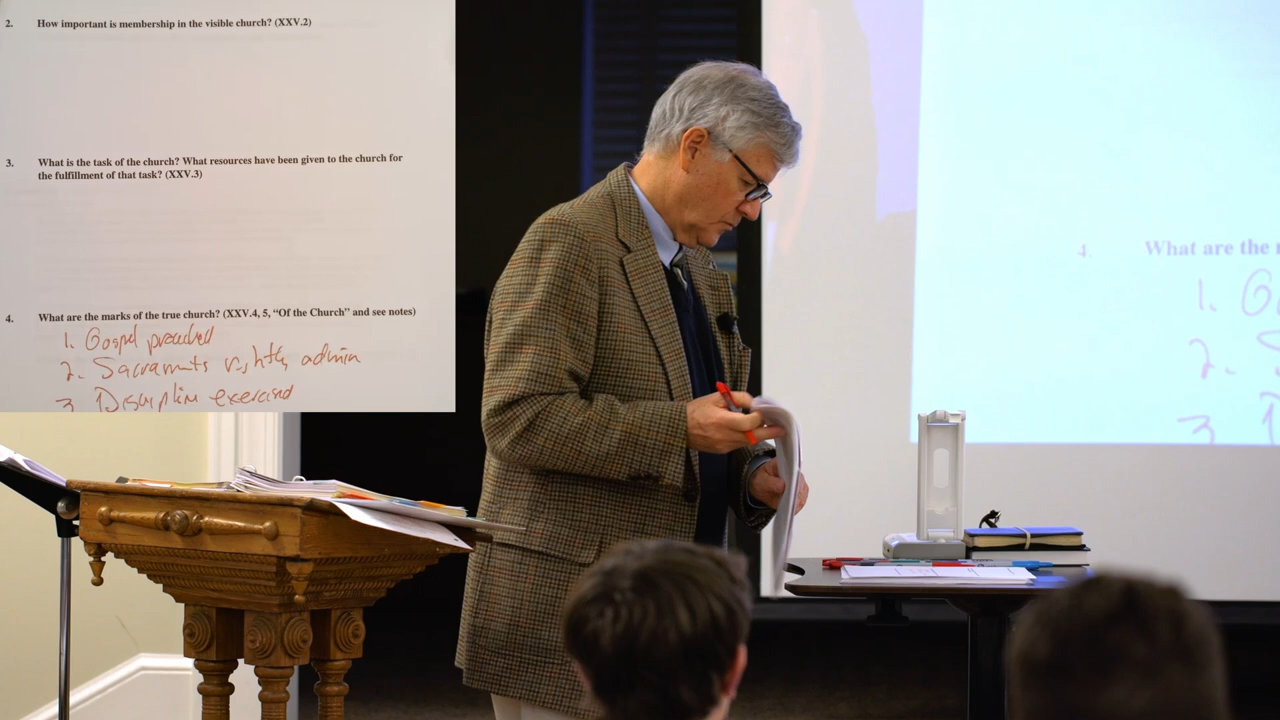 2. How important is membership in the visible church? (XXV.2)
3. What is the task of the church? What resources have been given to the church for
the fulfillment of that task? (XXV.3)
4. What are the marks of the true church? (XXV.4, 5, “Of the Church” and see notes)
1. Gospel preached
2. Sacraments rightly admin
3 Discipline exercised
4. What are the
1. G
2. S
3